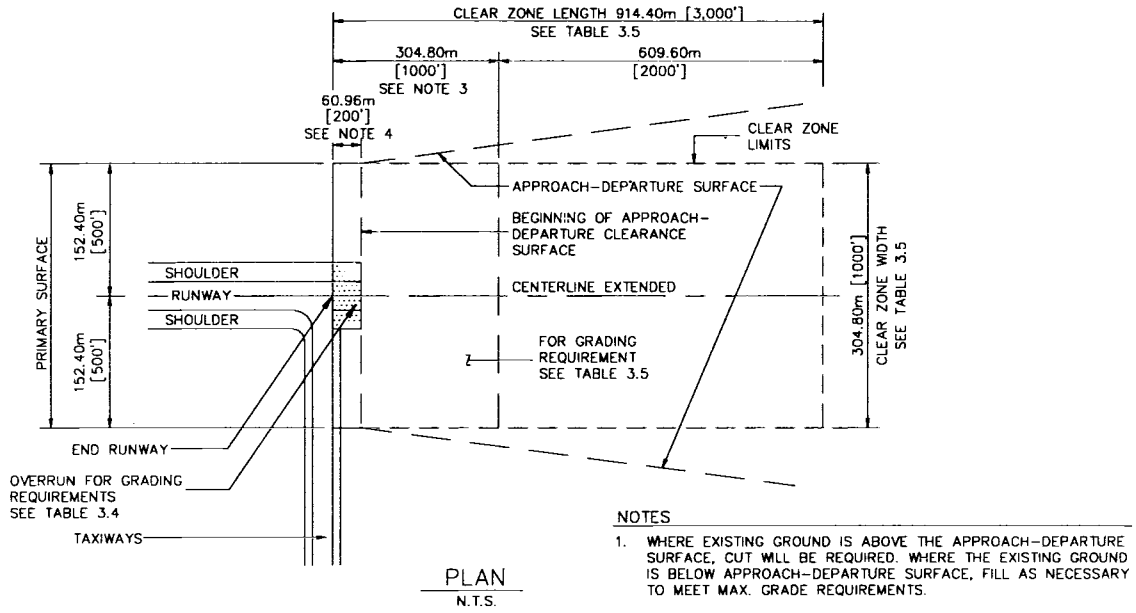 CLEAR ZONE LENGTH 914.40m [3,000']
SEE TABLE 3.5
304.80m
[1000']
SEE NOTE 3
609.60m
[2000']
60.96m
[200']
SEE NOTE 4
CLEAR ZONE
LIMITS
APPROACH-DEPARTURE SURFACE
BEGINNING OF APPROACH-
DEPARTURE CLEARANCE
SURFACE
PRIMARY SURFACE
152.40m
[500']
152.40m
[500']
SHOULDER
RUNWAY
SHOULDER
CENTERLINE EXTENDED
FOR GRADING
REQUIREMENT
SEE TABLE 3.5
304.80m [1000']
CLEAR ZONE WIDTH
SEE TABLE 3.5
END RUNWAY
OVERRUN FOR GRADING
REQUIREMENTS
SEE TABLE 3.4
TAXIWAYS
PLAN
N.T.S.
NOTES
1. WHERE EXISTING GROUND IS ABOVE THE APPROACH-DEPARTURE
SURFACE, CUT WILL BE REQUIRED. WHERE THE EXISTING GROUND
IS BELOW APPROACH-DEPARTURE SURFACE, FILL AS NECESSARY
TO MEET MAX. GRADE REQUIREMENTS.